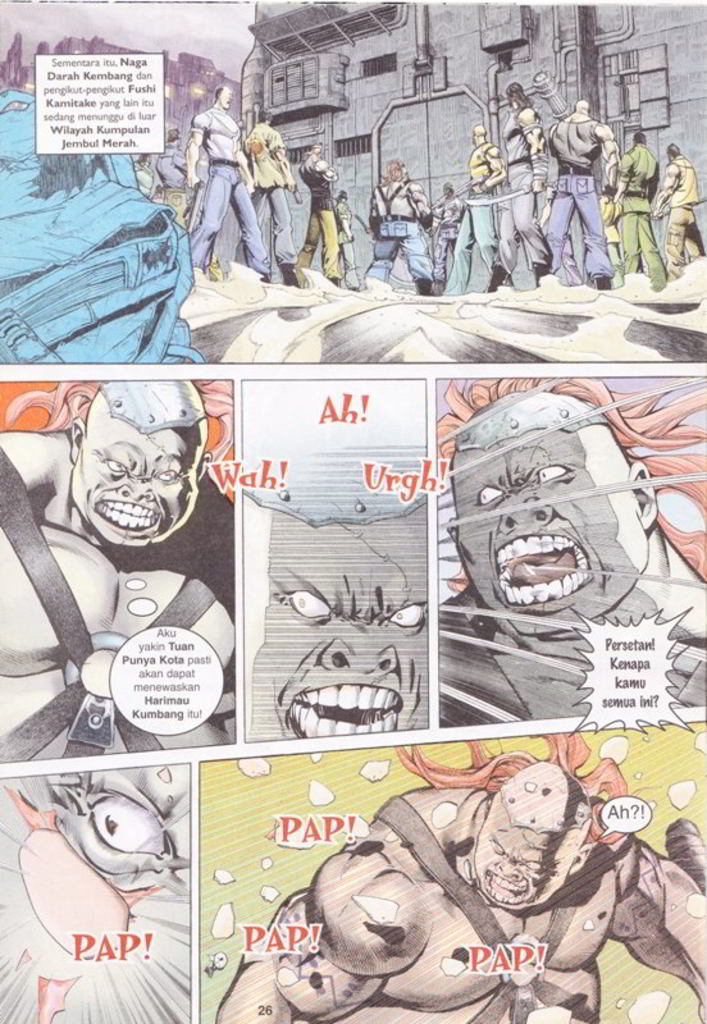 Sementara itu, Naga
Darah Kembang dan
pengikut-pengikut Fushi
Kamitake yang lain itu
sedang menunggu di luar
Wilayah Kumpulan
Jembul Merah.
Aku
yakin Tuan
Punya Kota pasti
akan dapat
menewaskan
Harimau
Kumbang itu!
Wah!
Ah!
Urgh!
Persetan!
Kenapa
kamu
semua ini?
PAP!
PAP!
Ah?!
PAP!
PAP!
26